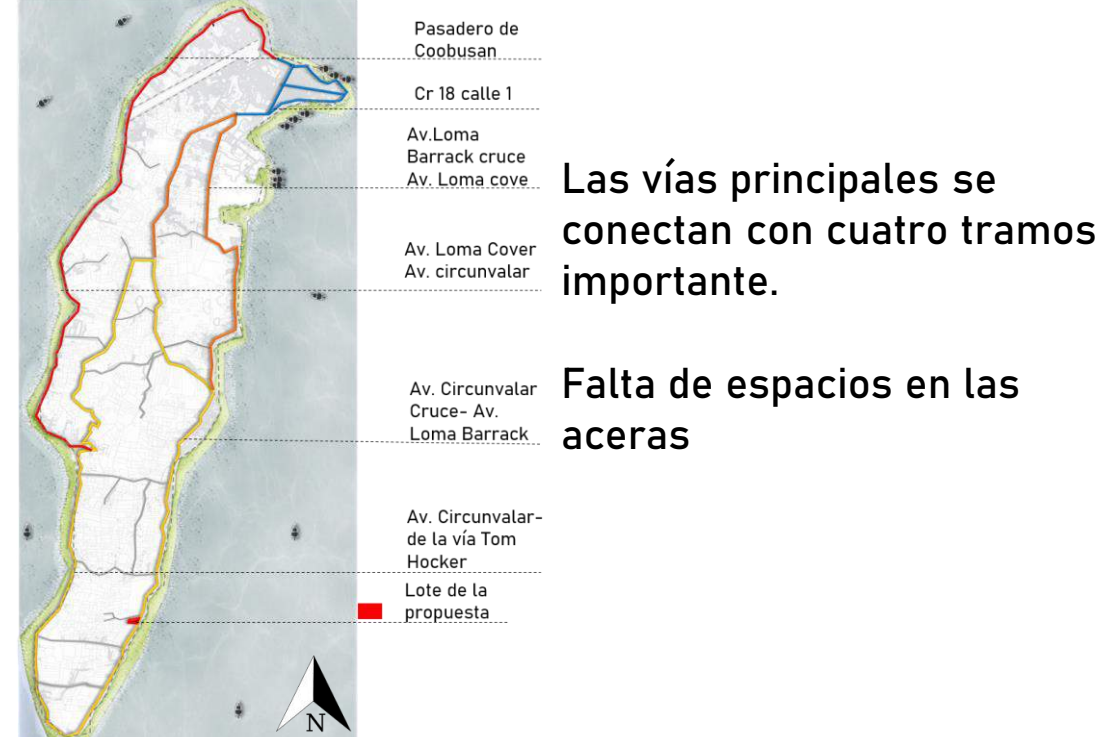 Pasadero de
Coobusan
Cr 18 calle 1
Av.Loma
Barrack cruce
Av. Loma cove
Av. Loma Cover
Av. circunvalar
Av. Circunvalar
Cruce- Av.
Loma Barrack
Av. Circunvalar-
de la vía Tom
Hocker
Lote de la
propuesta
N
Las vías principales se
conectan con cuatro tramos
importante.
Falta de espacios en las
aceras